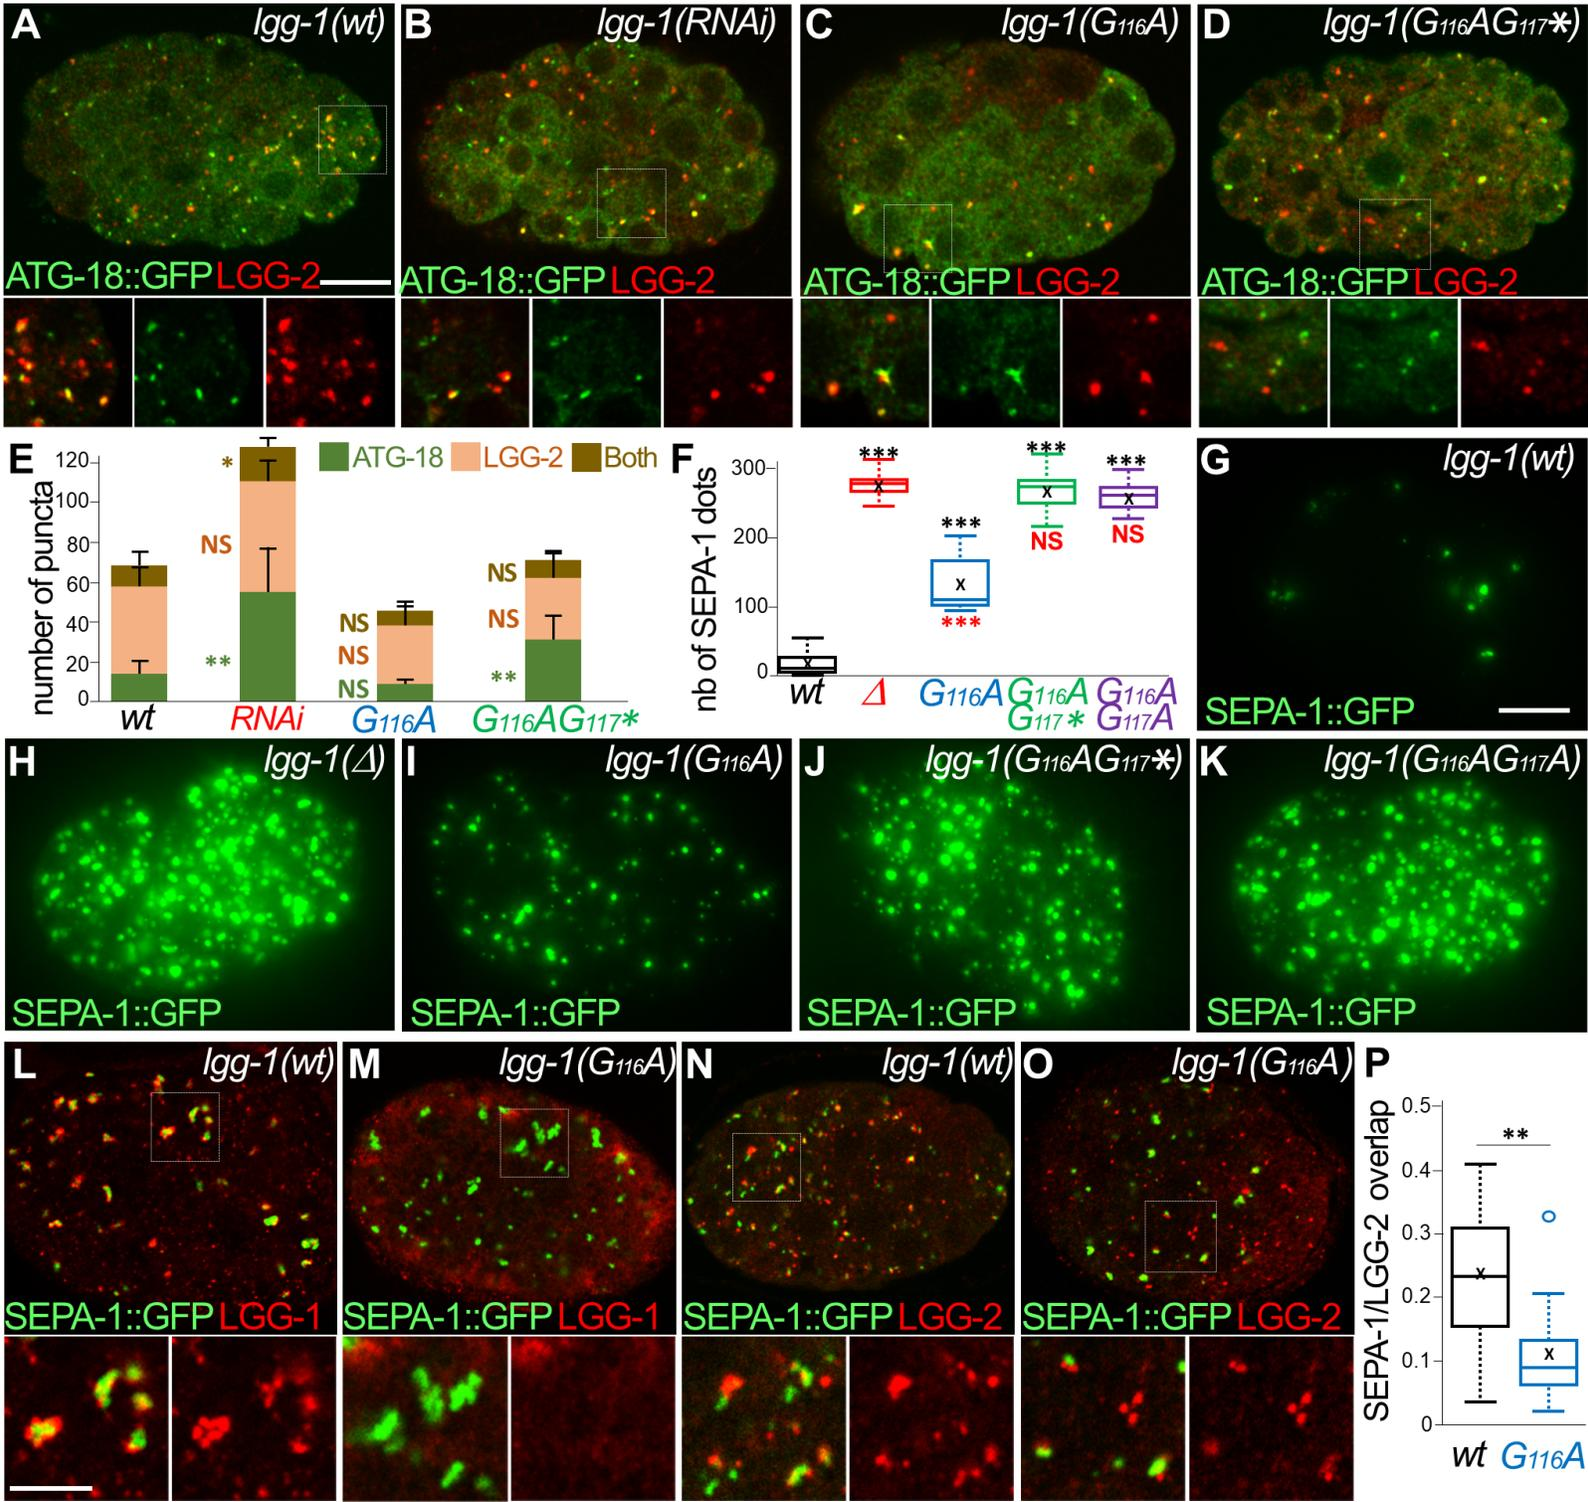 A lgg-1(wt)
B lgg-1(RNAi)
C lgg-1(G116A)
D lgg-1(G116AG117*)
ATG-18::GFP LGG-2
ATG-18::GFP LGG-2
ATG-18::GFP LGG-2
ATG-18::GFP LGG-2
E
ATG-18 LGG-2 Both
number of puncta
120
100
80
60
40
20
0
*
NS
**
NS
NS
NS
NS
NS
**
wt RNAi G116A G116AG117*
F
nb of SEPA-1 dots
300
200
100
0
*** *** *** ***
*** NS NS
wt Δ G116A G116A G116A
G117* G117A
G lgg-1(wt)
SEPA-1::GFP
H lgg-1(Δ)
SEPA-1::GFP
I lgg-1(G116A)
SEPA-1::GFP
J lgg-1(G116AG117*)
SEPA-1::GFP
K lgg-1(G116AG117A)
SEPA-1::GFP
L lgg-1(wt)
SEPA-1::GFP LGG-1
M lgg-1(G116A)
SEPA-1::GFP LGG-1
N lgg-1(wt)
SEPA-1::GFP LGG-2
O lgg-1(G116A)
SEPA-1::GFP LGG-2
P
SEPA-1/LGG-2 overlap
0.5
0.4
0.3
0.2
0.1
0
**
wt G116A